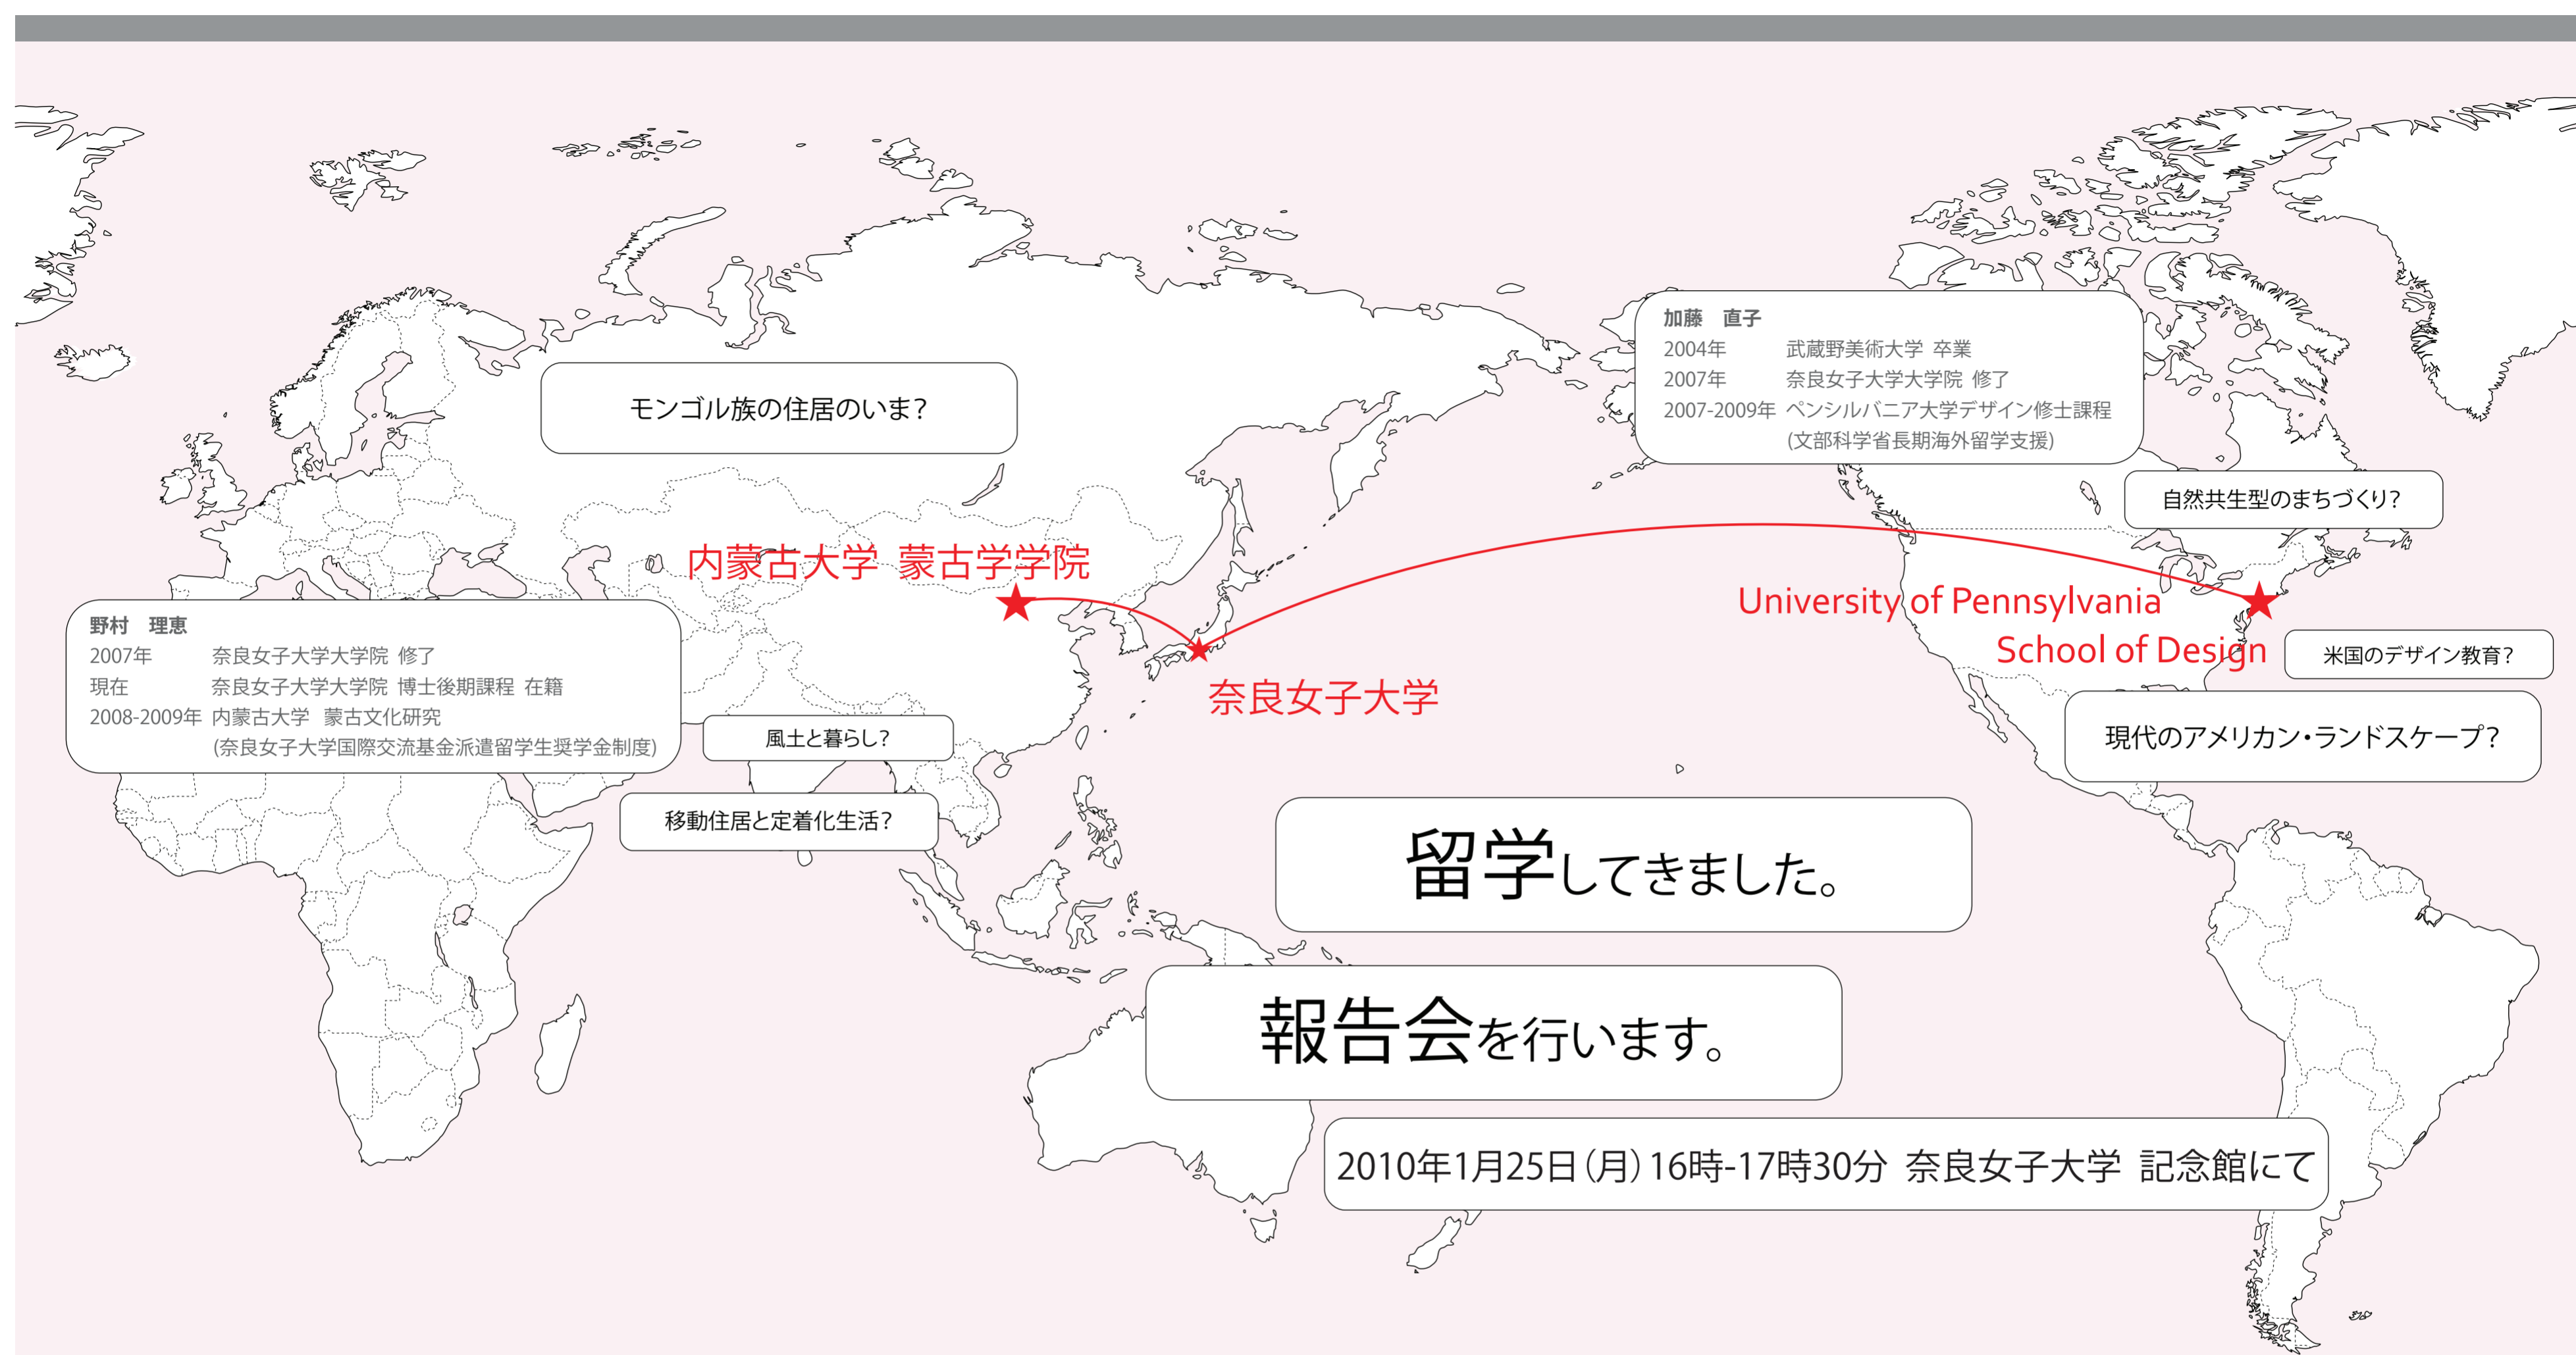 加藤　直子
2004年　武蔵野美術大学 卒業
2007年　奈良女子大学大学院 修了
2007-2009年 ペンシルバニア大学デザイン修士課程
(文部科学省長期海外留学支援)
モンゴル族の住居のいま?
自然共生型のまちづくり?
内蒙古大学 蒙古学学院
University of Pennsylvania
School of Design
米国のデザイン教育?
野村　理恵
2007年　奈良女子大学大学院 修了
現在　奈良女子大学大学院 博士後期課程 在籍
2008-2009年 内蒙古大学 蒙古文化研究
(奈良女子大学国際交流基金派遣留学生奨学金制度)
奈良女子大学
風土と暮らし?
現代のアメリカン・ランドスケープ?
移動住居と定着化生活?
留学してきました。
報告会を行います。
2010年1月25日(月)16時-17時30分 奈良女子大学 記念館にて